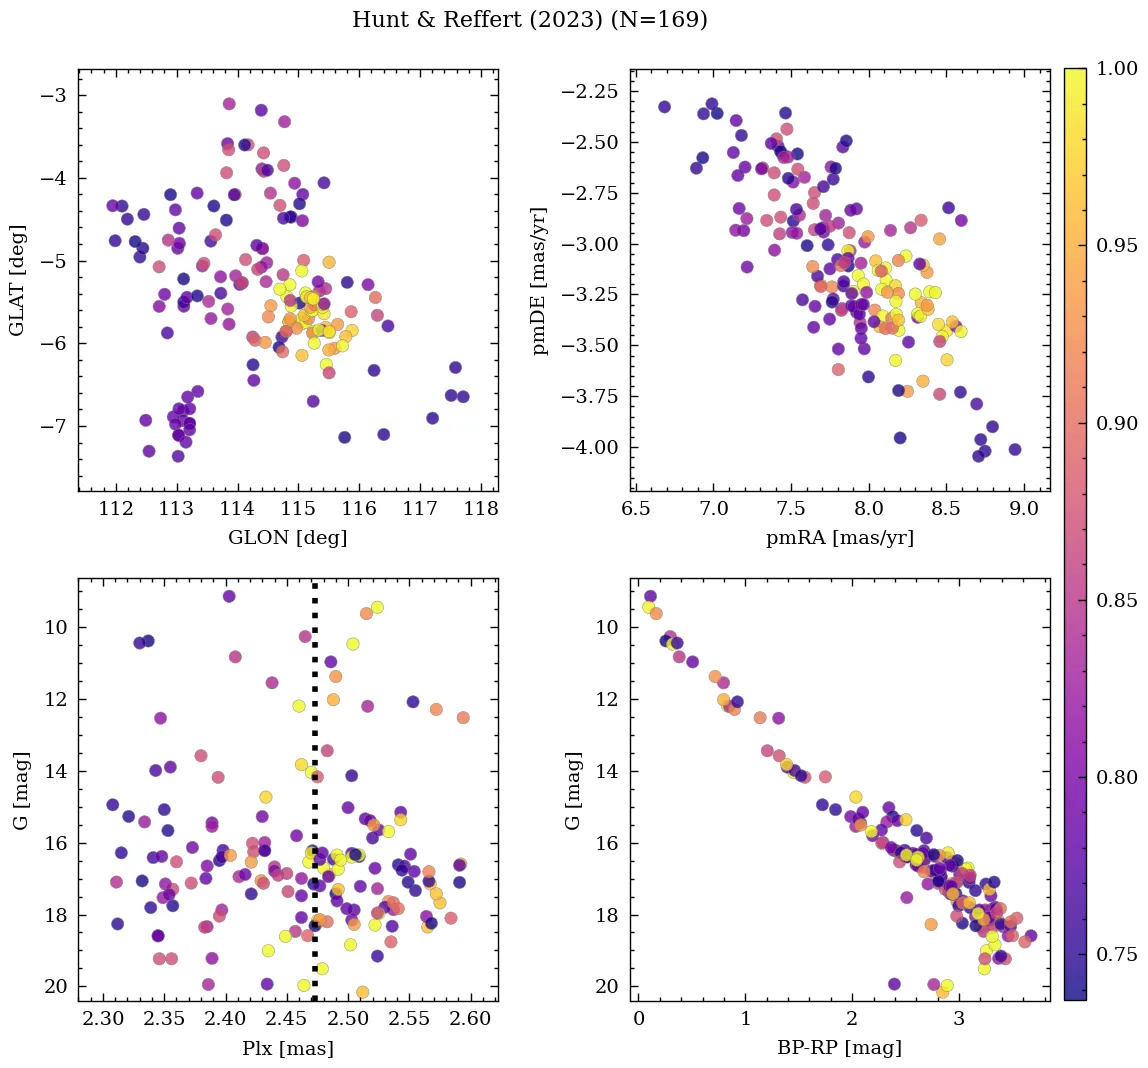 Hunt & Reffert (2023) (N=169)
−3
−4
−5
−6
−7
GLAT [deg]
112 113 114 115 116 117 118
GLON [deg]
−2.25
−2.50
−2.75
−3.00
−3.25
−3.50
−3.75
−4.00
pmDE [mas/yr]
6.5 7.0 7.5 8.0 8.5 9.0
pmRA [mas/yr]
10
12
14
16
18
20
G [mag]
2.30 2.35 2.40 2.45 2.50 2.55 2.60
Plx [mas]
10
12
14
16
18
20
G [mag]
0 1 2 3
BP-RP [mag]
1.00
0.95
0.90
0.85
0.80
0.75